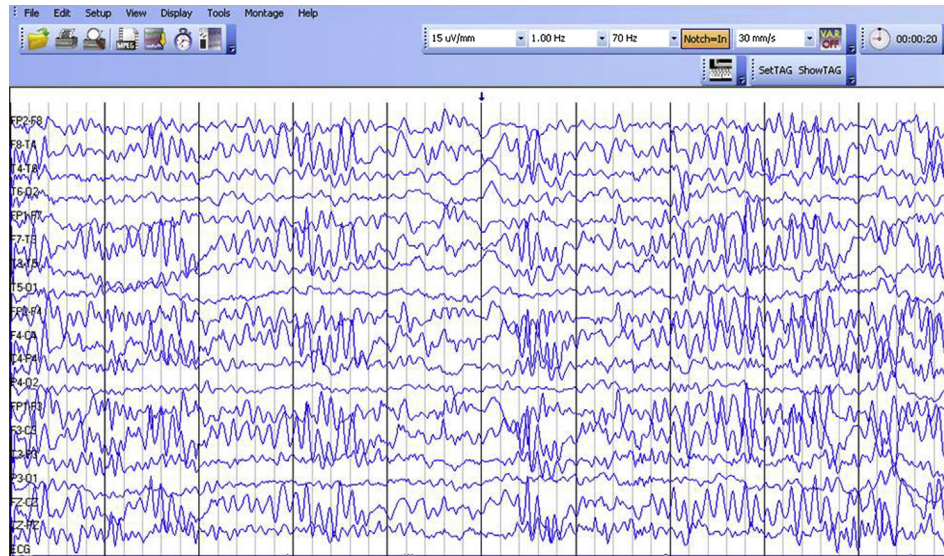 File Edit Setup View Display Tools Montage Help
MPEG 15 uV/mm 1.00 Hz 70 Hz Notch=In 30 mm/s VAR OFF 00:00:20
SetTAG ShowTAG
FP2-F8
F8-T4
T4-T6
T6-O2
FP1-F7
F7-T3
T3-T5
T5-O1
FP2-F4
F4-C4
C4-P4
P4-O2
FP1-F3
F3-C3
C3-P3
P3-O1
FZ-CZ
CZ-PZ
ECG